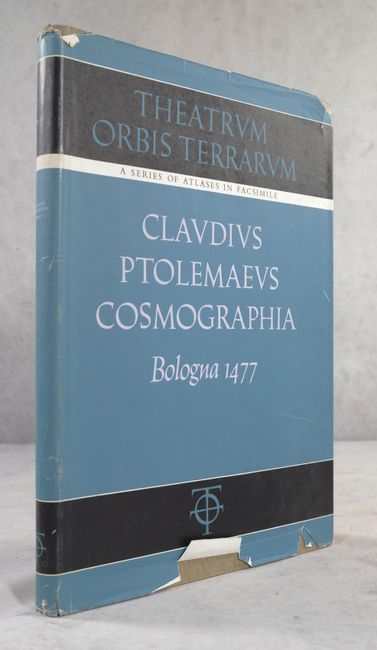 THEATRVM
ORBIS TERRARVM
A SERIES OF ATLASES IN FACSIMILE
CLAVDIVS
PTOLEMAEVS
COSMOGRAPHIA
Bologna 1477